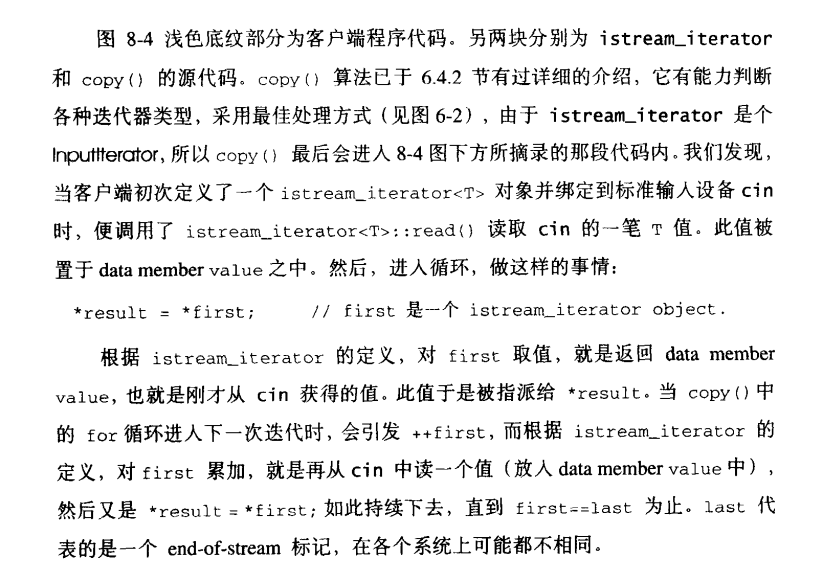 图 8-4 浅色底纹部分为客户端程序代码。另两块分别为 istream_iterator
和 copy() 的源代码。copy() 算法已于 6.4.2 节有过详细的介绍，它有能力判断
各种迭代器类型，采用最佳处理方式（见图 6-2），由于 istream_iterator 是个
InputIterator，所以 copy() 最后会进入 8-4 图下方所摘录的那段代码内。我们发现，
当客户端初次定义了一个 istream_iterator<T> 对象并绑定到标准输入设备 cin
时，便调用了 istream_iterator<T>::read() 读取 cin 的一笔 T 值。此值被
置于 data member value 之中。然后，进入循环，做这样的事情：
*result = *first; // first 是一个 istream_iterator object.
根据 istream_iterator 的定义，对 first 取值，就是返回 data member
value，也就是刚才从 cin 获得的值。此值于是被指派给 *result。当 copy() 中
的 for 循环进入下一次迭代时，会引发 ++first，而根据 istream_iterator 的
定义，对 first 累加，就是再从 cin 中读一个值（放入 data member value 中），
然后又是 *result = *first; 如此持续下去，直到 first==last 为止。last 代
表的是一个 end-of-stream 标记，在各个系统上可能都不相同。